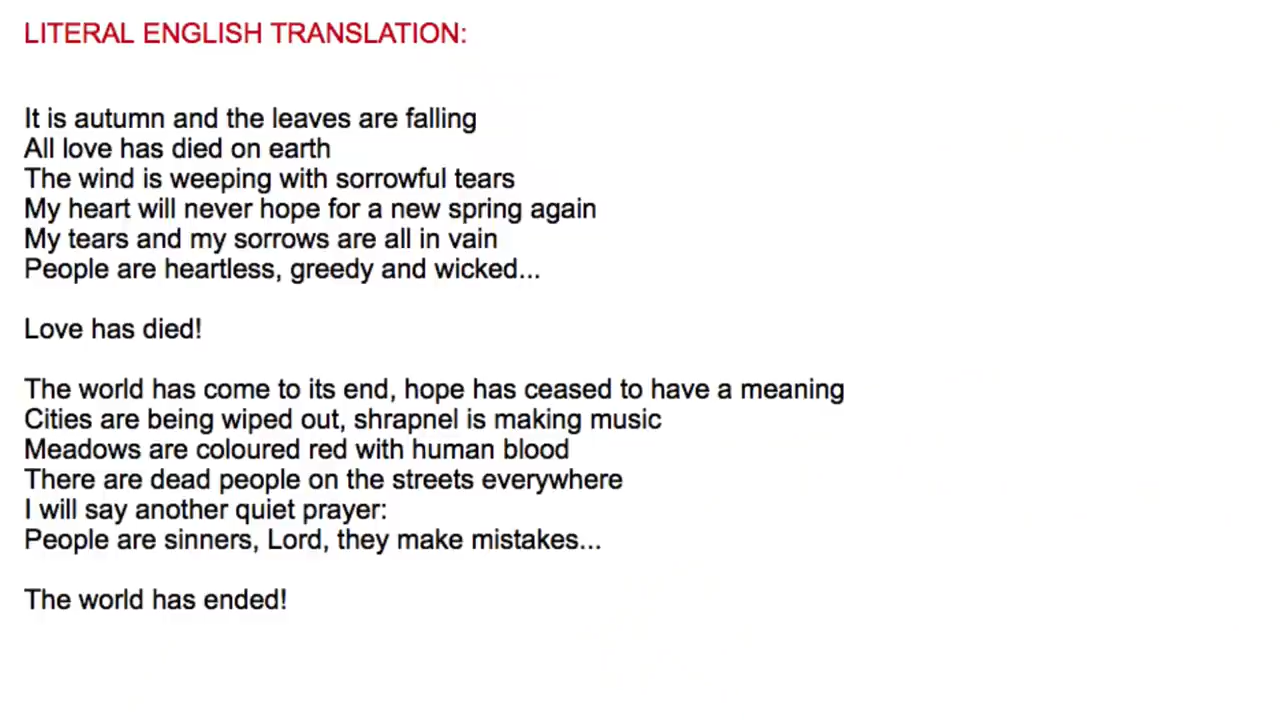 LITERAL ENGLISH TRANSLATION:
It is autumn and the leaves are falling
All love has died on earth
The wind is weeping with sorrowful tears
My heart will never hope for a new spring again
My tears and my sorrows are all in vain
People are heartless, greedy and wicked...
Love has died!
The world has come to its end, hope has ceased to have a meaning
Cities are being wiped out, shrapnel is making music
Meadows are coloured red with human blood
There are dead people on the streets everywhere
I will say another quiet prayer:
People are sinners, Lord, they make mistakes...
The world has ended!